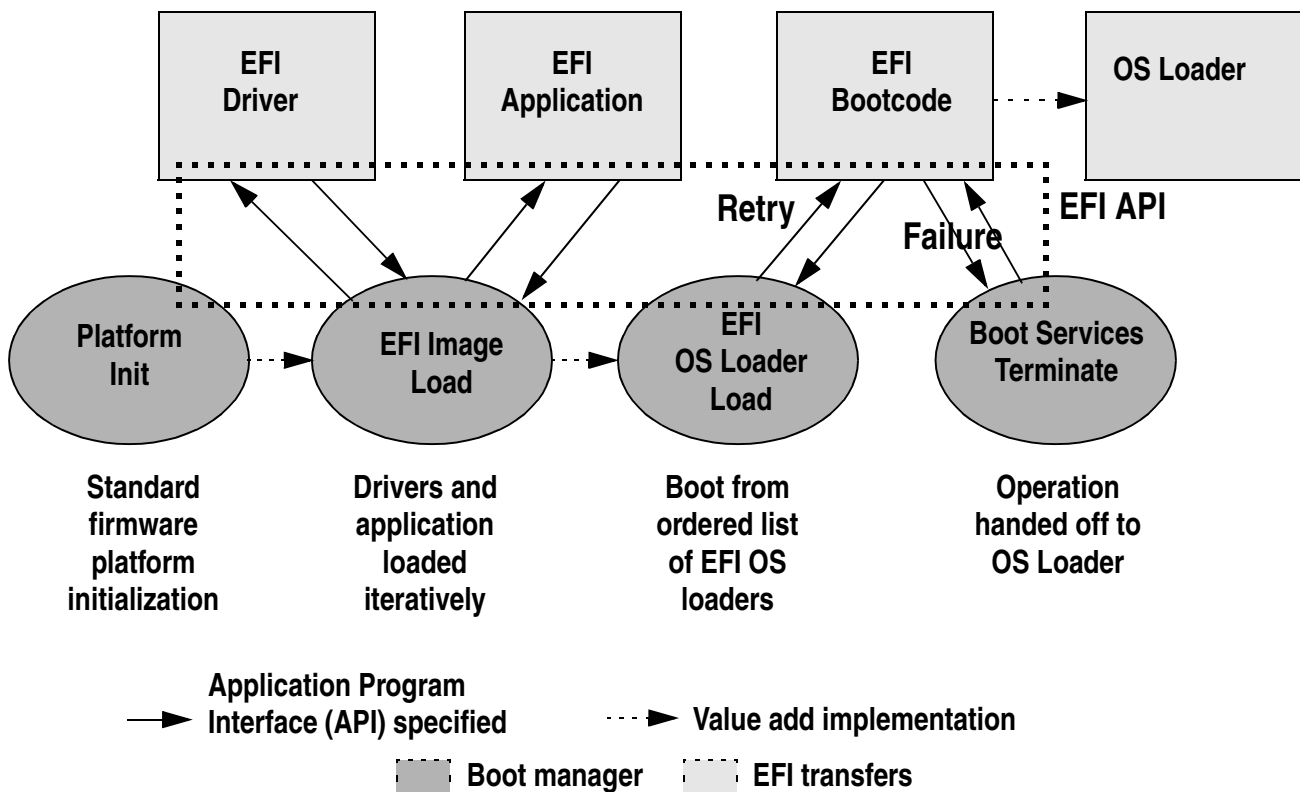 EFI
Driver
EFI
Application
EFI
Bootcode
OS Loader
Retry
Failure
EFI API
Platform
Init
EFI Image
Load
EFI
OS Loader
Load
Boot Services
Terminate
Standard
firmware
platform
initialization
Drivers and
application
loaded
iteratively
Boot from
ordered list
of EFI OS
loaders
Operation
handed off to
OS Loader
Application Program
Interface (API) specified
Value add implementation
Boot manager
EFI transfers